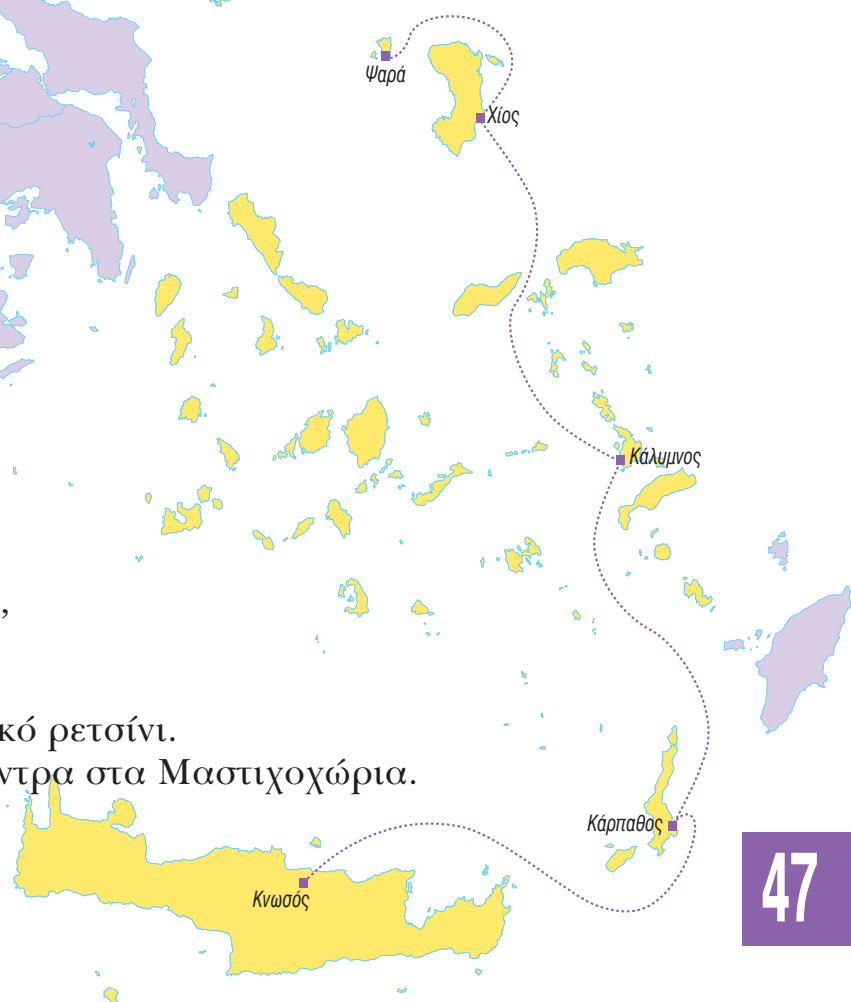 Ψαρά
Χίος
Κάλυμνος
,
κό ρετσίνι.
ντρα στα Μαστιχοχώρια.
Κάρπαθος
Κνωσός
47